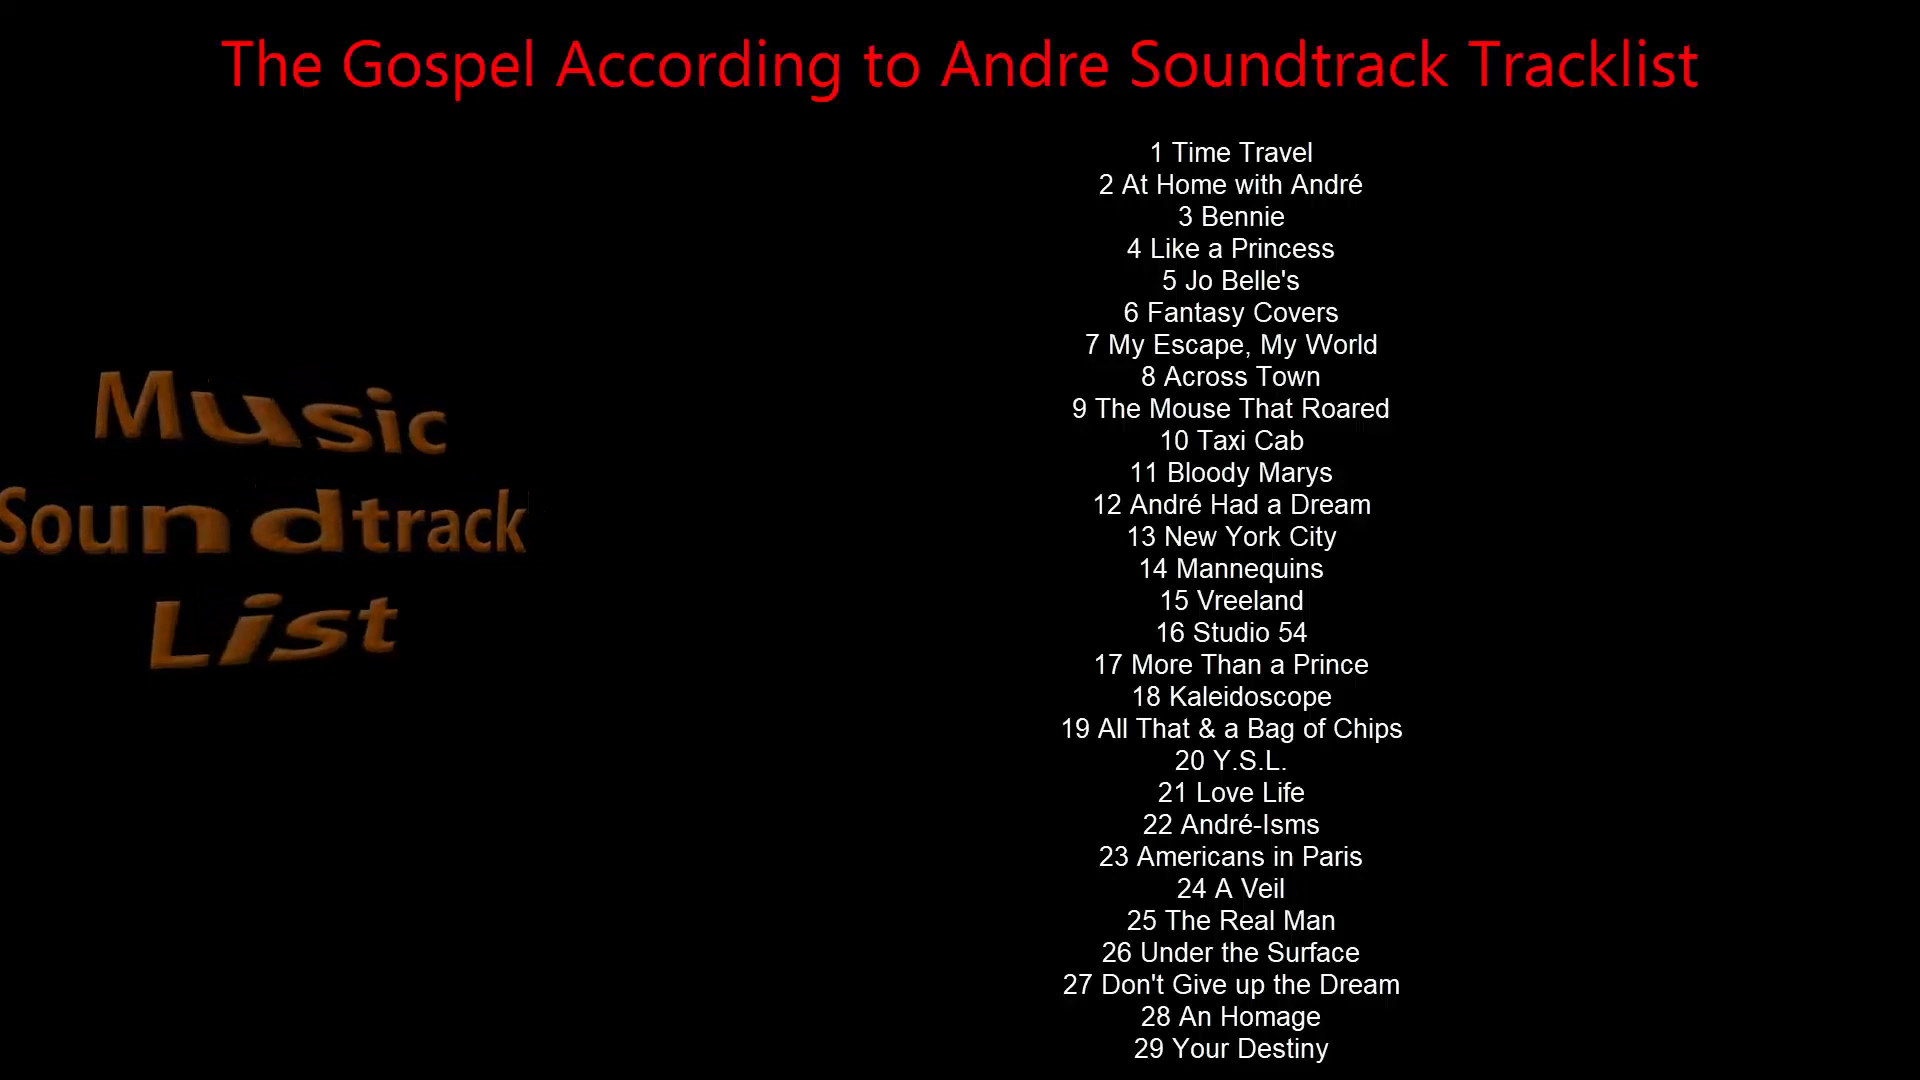 The Gospel According to Andre Soundtrack Tracklist
Music
Soundtrack
List
1 Time Travel
2 At Home with André
3 Bennie
4 Like a Princess
5 Jo Belle's
6 Fantasy Covers
7 My Escape, My World
8 Across Town
9 The Mouse That Roared
10 Taxi Cab
11 Bloody Marys
12 André Had a Dream
13 New York City
14 Mannequins
15 Vreeland
16 Studio 54
17 More Than a Prince
18 Kaleidoscope
19 All That & a Bag of Chips
20 Y.S.L.
21 Love Life
22 André-Isms
23 Americans in Paris
24 A Veil
25 The Real Man
26 Under the Surface
27 Don't Give up the Dream
28 An Homage
29 Your Destiny